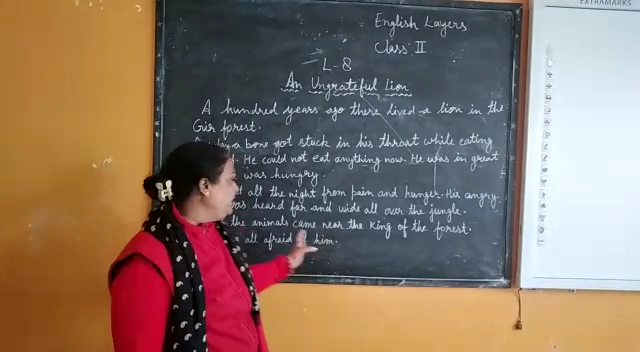 EXTRAMARKS
English Layers
Class II
L-8
An Ungrateful Lion
A hundred years ago there lived a lion in the
Gir forest.
a bone got stuck in his throat while eating
He could not eat anything now. He was in great
was hungry.
all the night from pain and hunger. His angry
was heard far and wide all over the jungle.
the animals came near the King of the forest.
all afraid him.